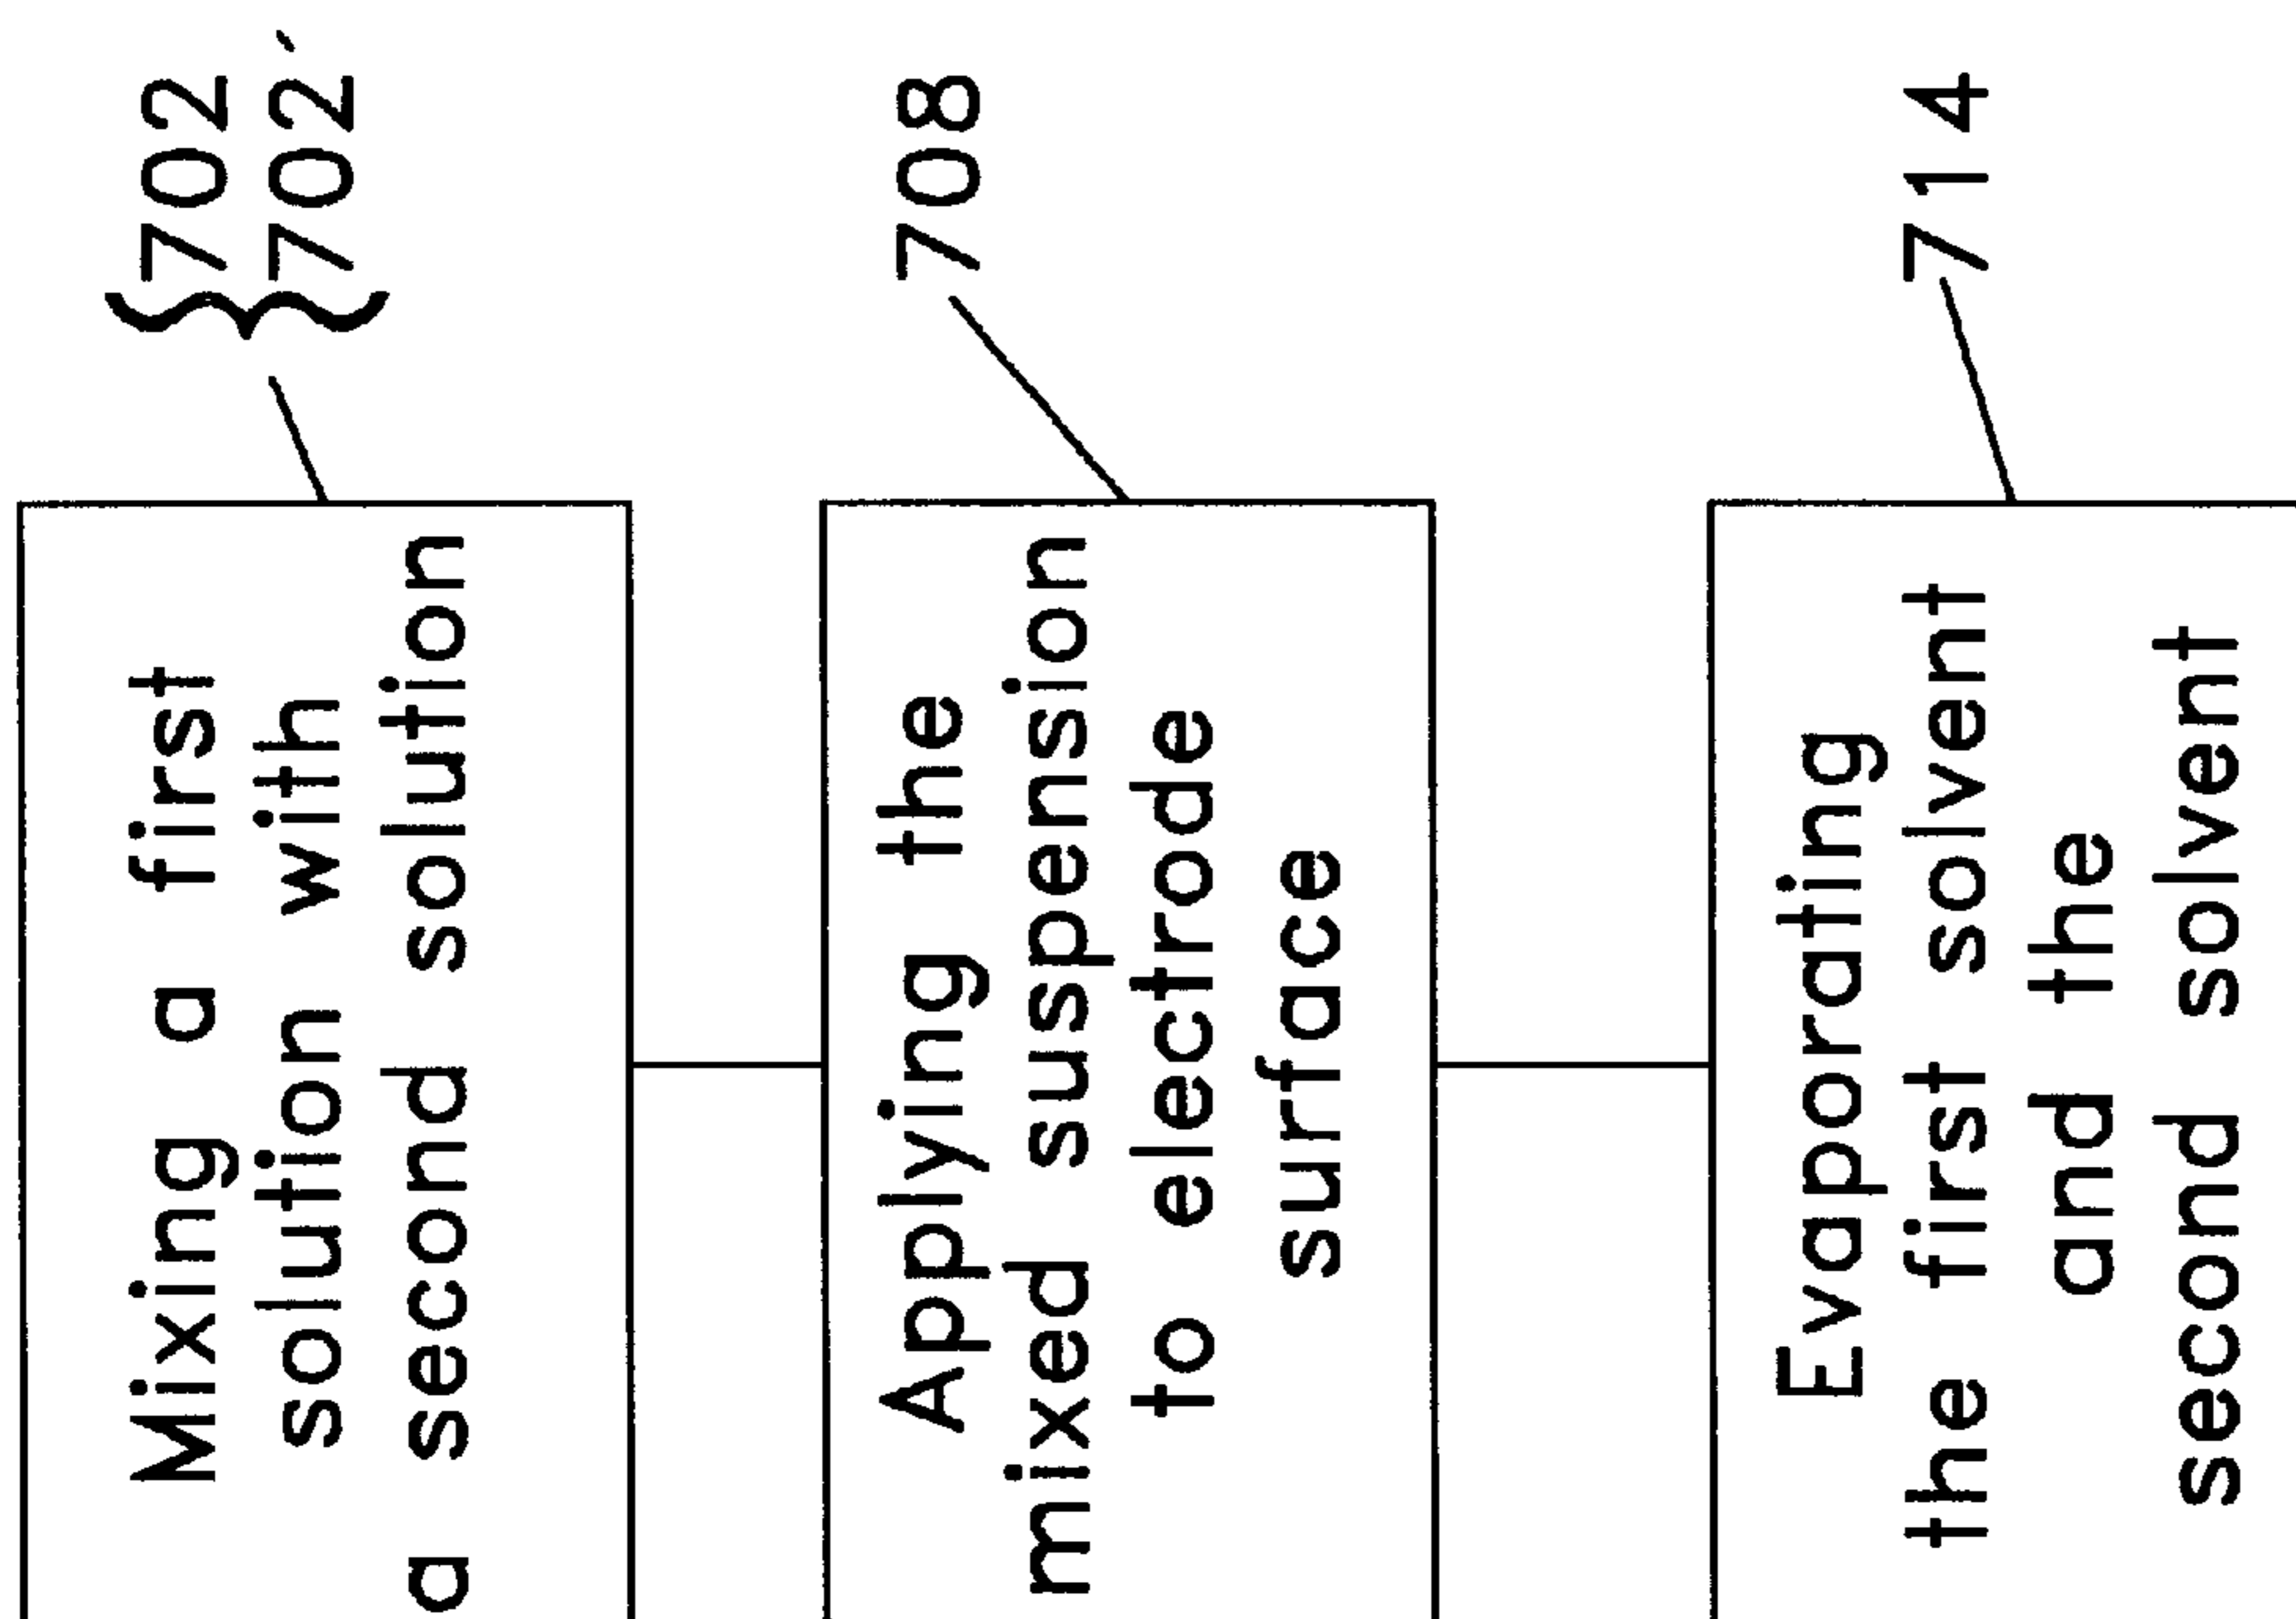 Mixing a first
solution with
a second solution
702
702′
Applying the
mixed suspension
to electrode
surface
708
Evaporating
the first solvent
and the
second solvent
714